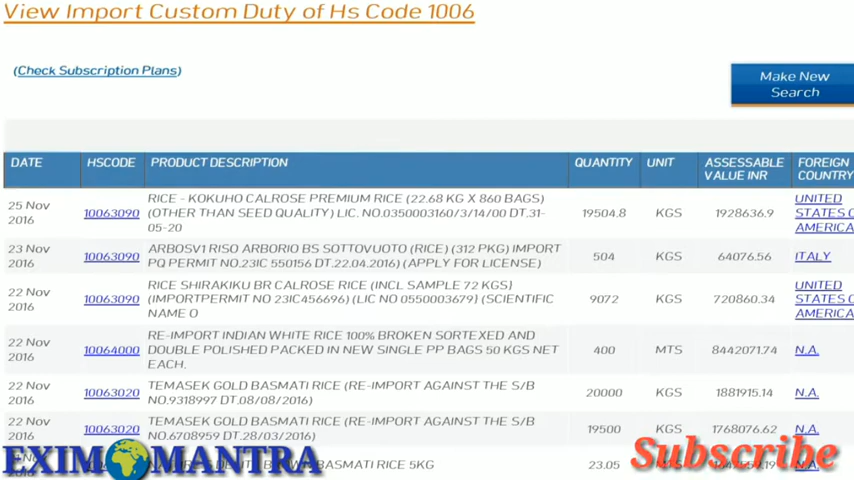 View Import Custom Duty of Hs Code 1006
(Check Subscription Plans)
Make New
Search
DATE HSCODE PRODUCT DESCRIPTION QUANTITY UNIT ASSESSABLE VALUE INR FOREIGN COUNTRY
25 Nov 2016 10063090 RICE - KOKUHO CALROSE PREMIUM RICE (22.68 KG X 860 BAGS) 19504.8 KGS 1928636.9 UNITED
(OTHER THAN SEED QUALITY) LIC. NO.0350003160/3/14/00 DT.31- STATES O
05-20 AMERICA
23 Nov 2016 10063090 ARBOSV1 RISO ARBORIO BS SOTTOVUOTO (RICE) (312 PKG) IMPORT 504 KGS 64076.56 ITALY
PQ PERMIT NO.23IC 550156 DT.22.04.2016) (APPLY FOR LICENSE)
22 Nov 2016 10063090 RICE SHIRAKIKU BR CALROSE RICE (INCL SAMPLE 72 KGS} 9072 KGS 720860.34 UNITED
(IMPORTPERMIT NO 23IC456696) (LIC NO 0550003679] (SCIENTIFIC STATES O
NAME O AMERICA
22 Nov 2016 10064000 RE-IMPORT INDIAN WHITE RICE 100% BROKEN SORTEXED AND 400 MTS 8442071.74 N.A.
DOUBLE POLISHED PACKED IN NEW SINGLE PP BAGS 50 KGS NET
EACH.
22 Nov 2016 10063020 TEMASEK GOLD BASMATI RICE (RE-IMPORT AGAINST THE S/B 20000 KGS 1881915.14 N.A.
NO.9318997 DT.08/08/2016)
22 Nov 2016 10063020 TEMASEK GOLD BASMATI RICE (RE-IMPORT AGAINST THE S/B 19500 KGS 1768076.62 N.A.
NO.6708959 DT.28/03/2016)
BASMATI RICE 5KG 23.05
EXIM MANTRA
Subscribe